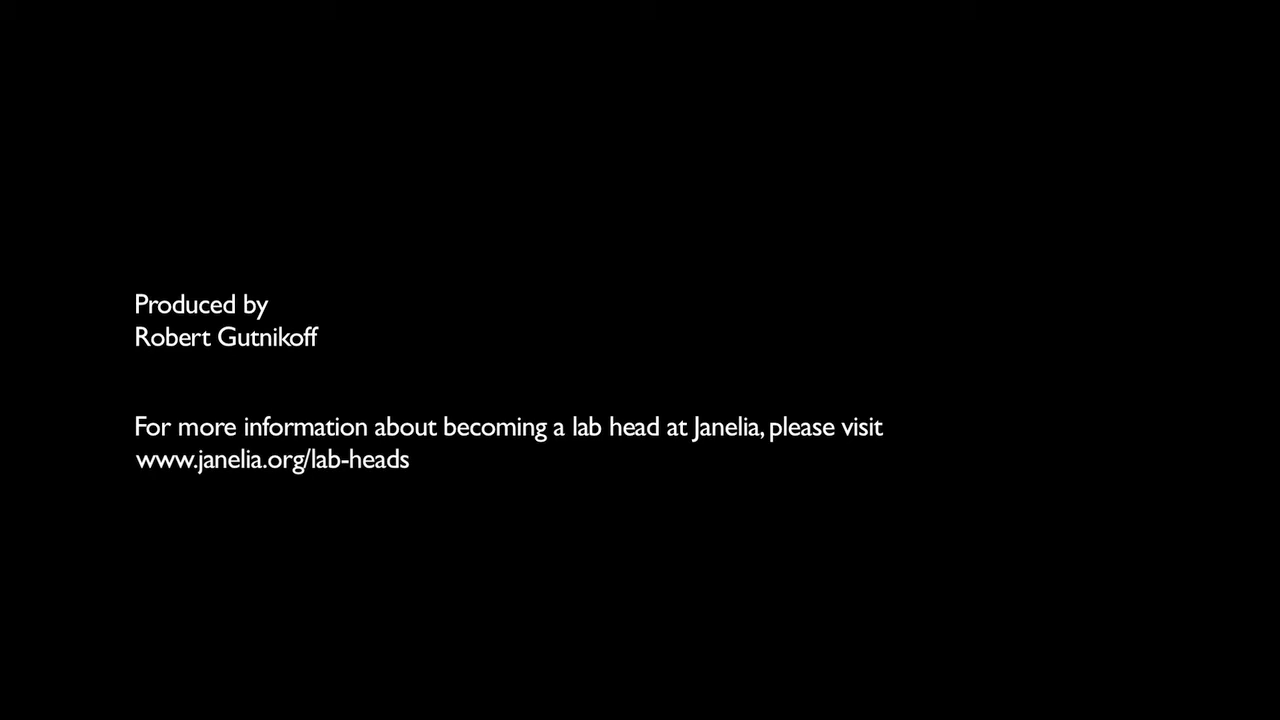 Produced by
Robert Gutnikoff
For more information about becoming a lab head at Janelia, please visit
www.janelia.org/lab-heads